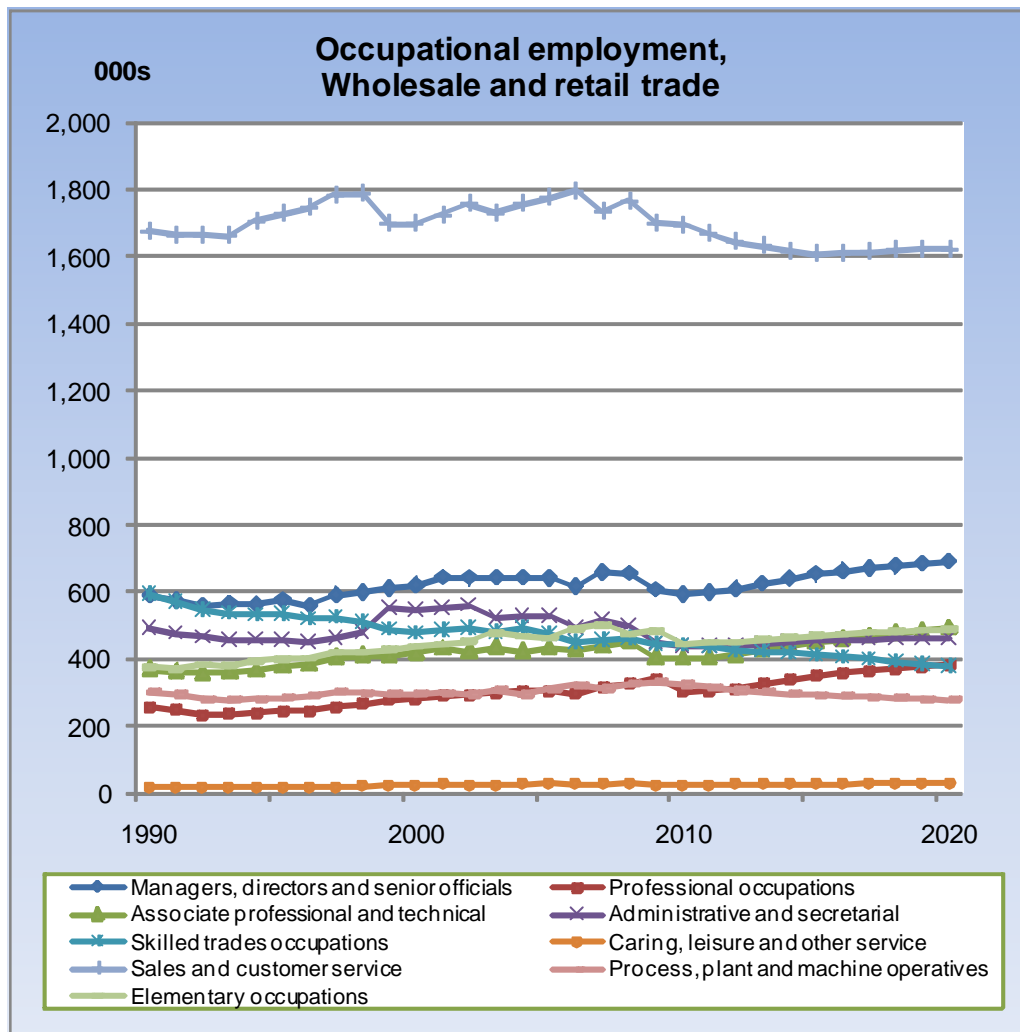 Occupational employment,
000s
Wholesale and retail trade
2,000
1,800
1,600
1,400
1,200
1,000
800
600
400
200
0
1990 2000 2010 2020
Managers, directors and senior officials Professional occupations
Associate professional and technical Administrative and secretarial
Skilled trades occupations Caring, leisure and other service
Sales and customer service Process, plant and machine operatives
Elementary occupations